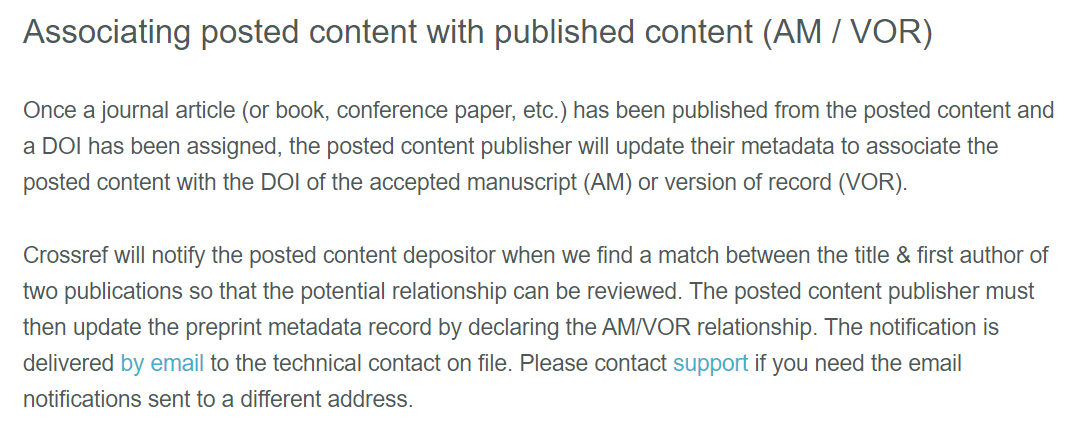 Associating posted content with published content (AM / VOR)
Once a journal article (or book, conference paper, etc.) has been published from the posted content and
a DOI has been assigned, the posted content publisher will update their metadata to associate the
posted content with the DOI of the accepted manuscript (AM) or version of record (VOR).
Crossref will notify the posted content depositor when we find a match between the title & first author of
two publications so that the potential relationship can be reviewed. The posted content publisher must
then update the preprint metadata record by declaring the AM/VOR relationship. The notification is
delivered by email to the technical contact on file. Please contact support if you need the email
notifications sent to a different address.